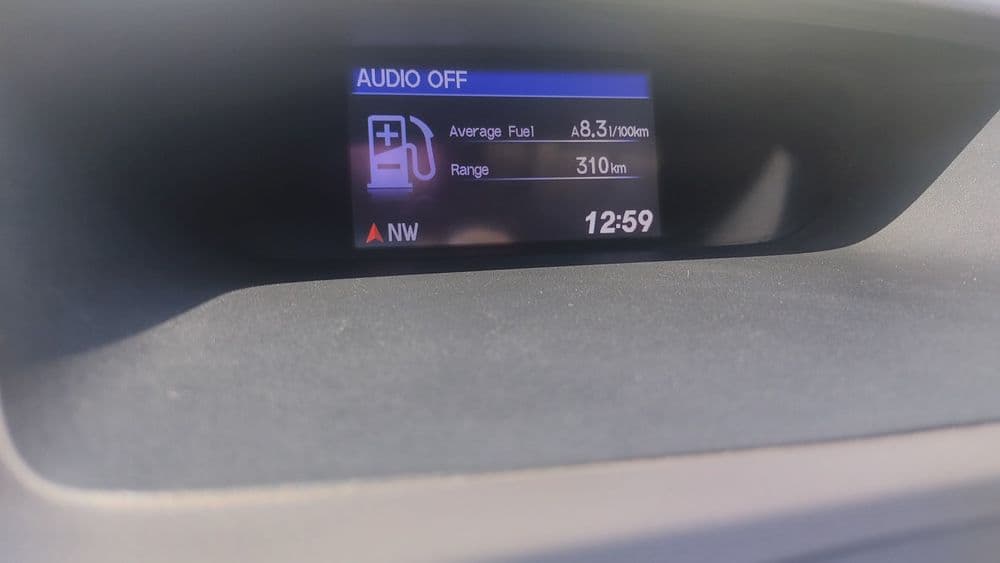 AUDIO OFF
Average Fuel A8.3l/100km
Range 310km
NW 12:59